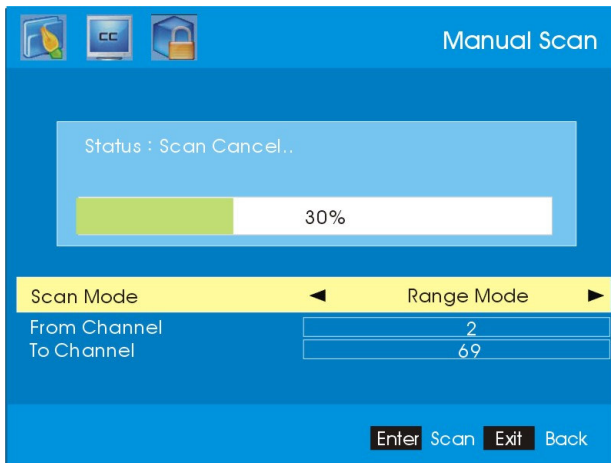 CC
Manual Scan
Status : Scan Cancel..
30%
Scan Mode ◄ Range Mode ►
From Channel 2
To Channel 69
Enter Scan Exit Back